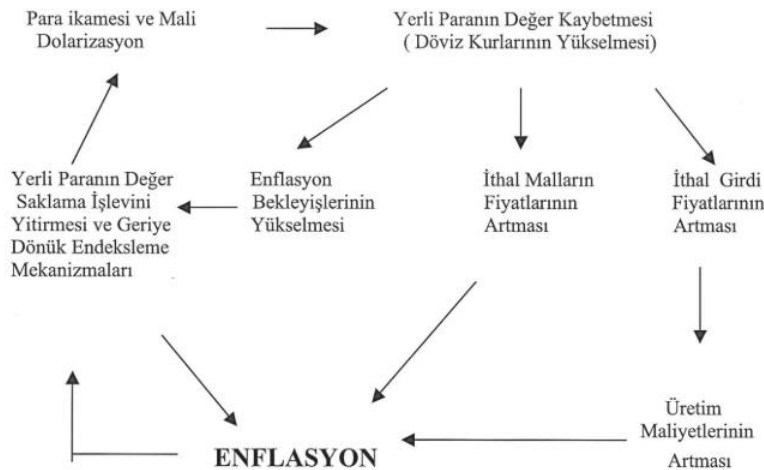 Para ikamesi ve Mali
Dolarizasyon
Yerli Paranın Değer Kaybetmesi
( Döviz Kurlarının Yükselmesi)
Yerli Paranın Değer
Saklama İşlevini
Yitirmesi ve Geriye
Dönük Endeksleme
Mekanizmaları
Enflasyon
Bekleyişlerinin
Yükselmesi
İthal Malların
Fiyatlarının
Artması
İthal Girdi
Fiyatlarının
Artması
Üretim
Maliyetlerinin
Artması
ENFLASYON